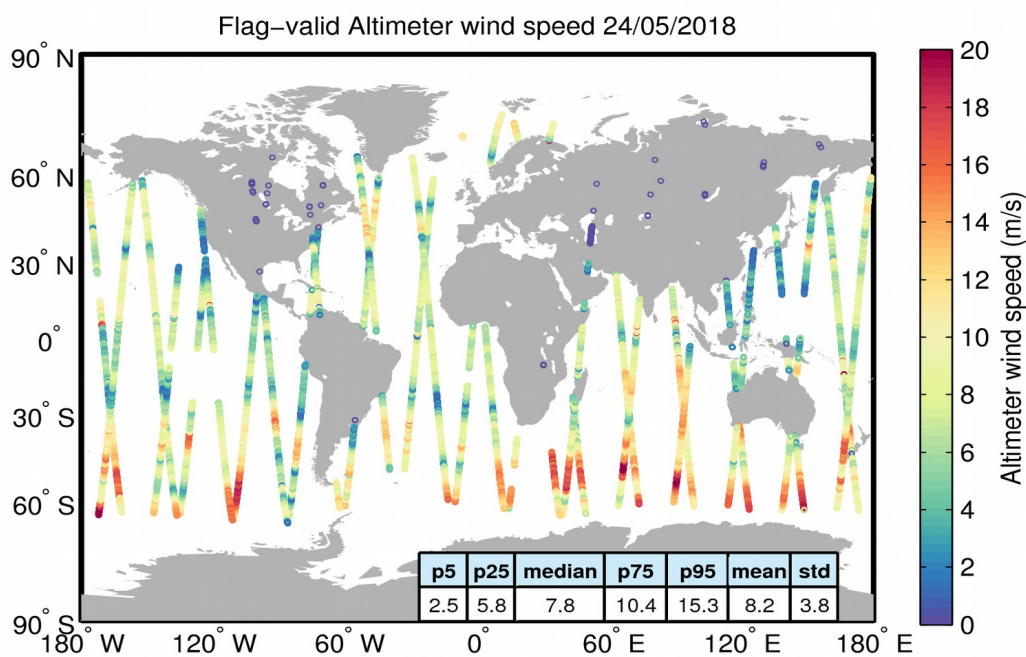 Flag−valid Altimeter wind speed 24/05/2018
90° N
60° N
30° N
0°
30° S
60° S
90° S
180° W
120° W
60° W
0°
60° E
120° E
180° E
p5 p25 median p75 p95 mean std
2.5 5.8 7.8 10.4 15.3 8.2 3.8
20
18
16
14
12
10
8
6
4
2
0
Altimeter wind speed (m/s)